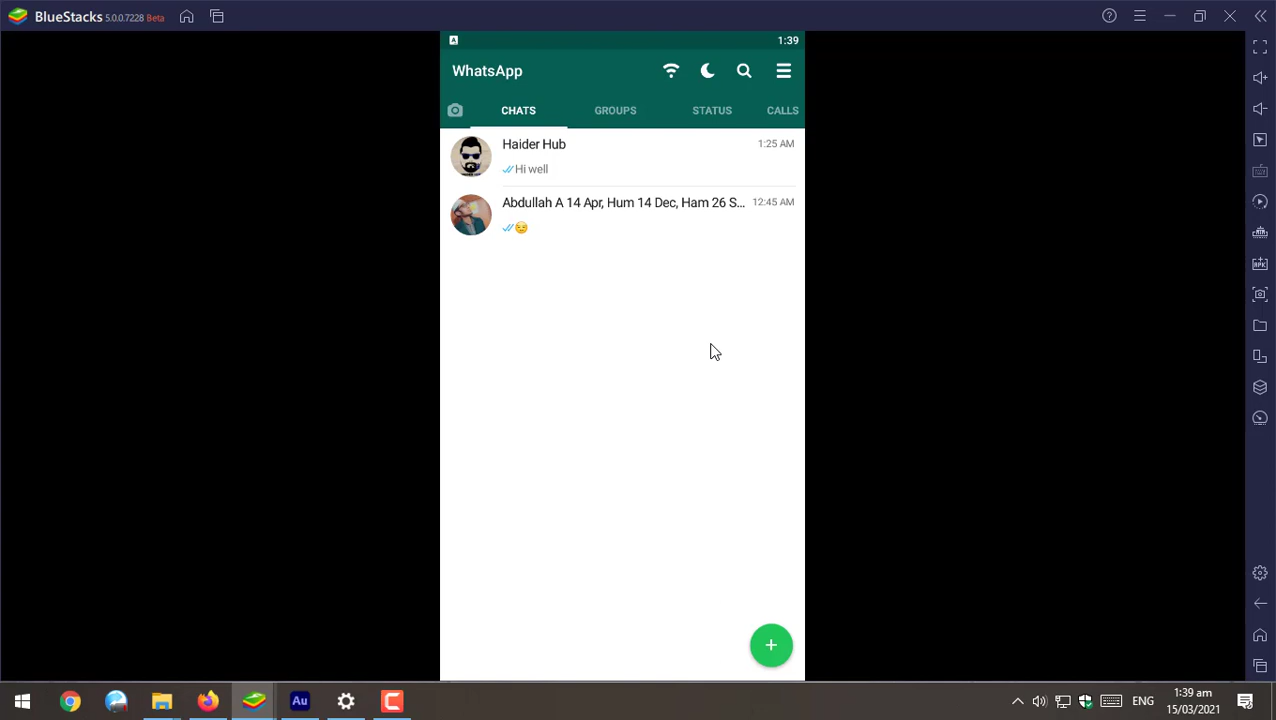 BlueStacks 5.0.0.7228 Beta
1:39
WhatsApp
CHATS GROUPS STATUS CALLS
Haider Hub 1:25 AM
Hi well
Abdullah A 14 Apr, Hum 14 Dec, Ham 26 S... 12:45 AM
😏
+
Au
ENG
1:39 am
15/03/2021